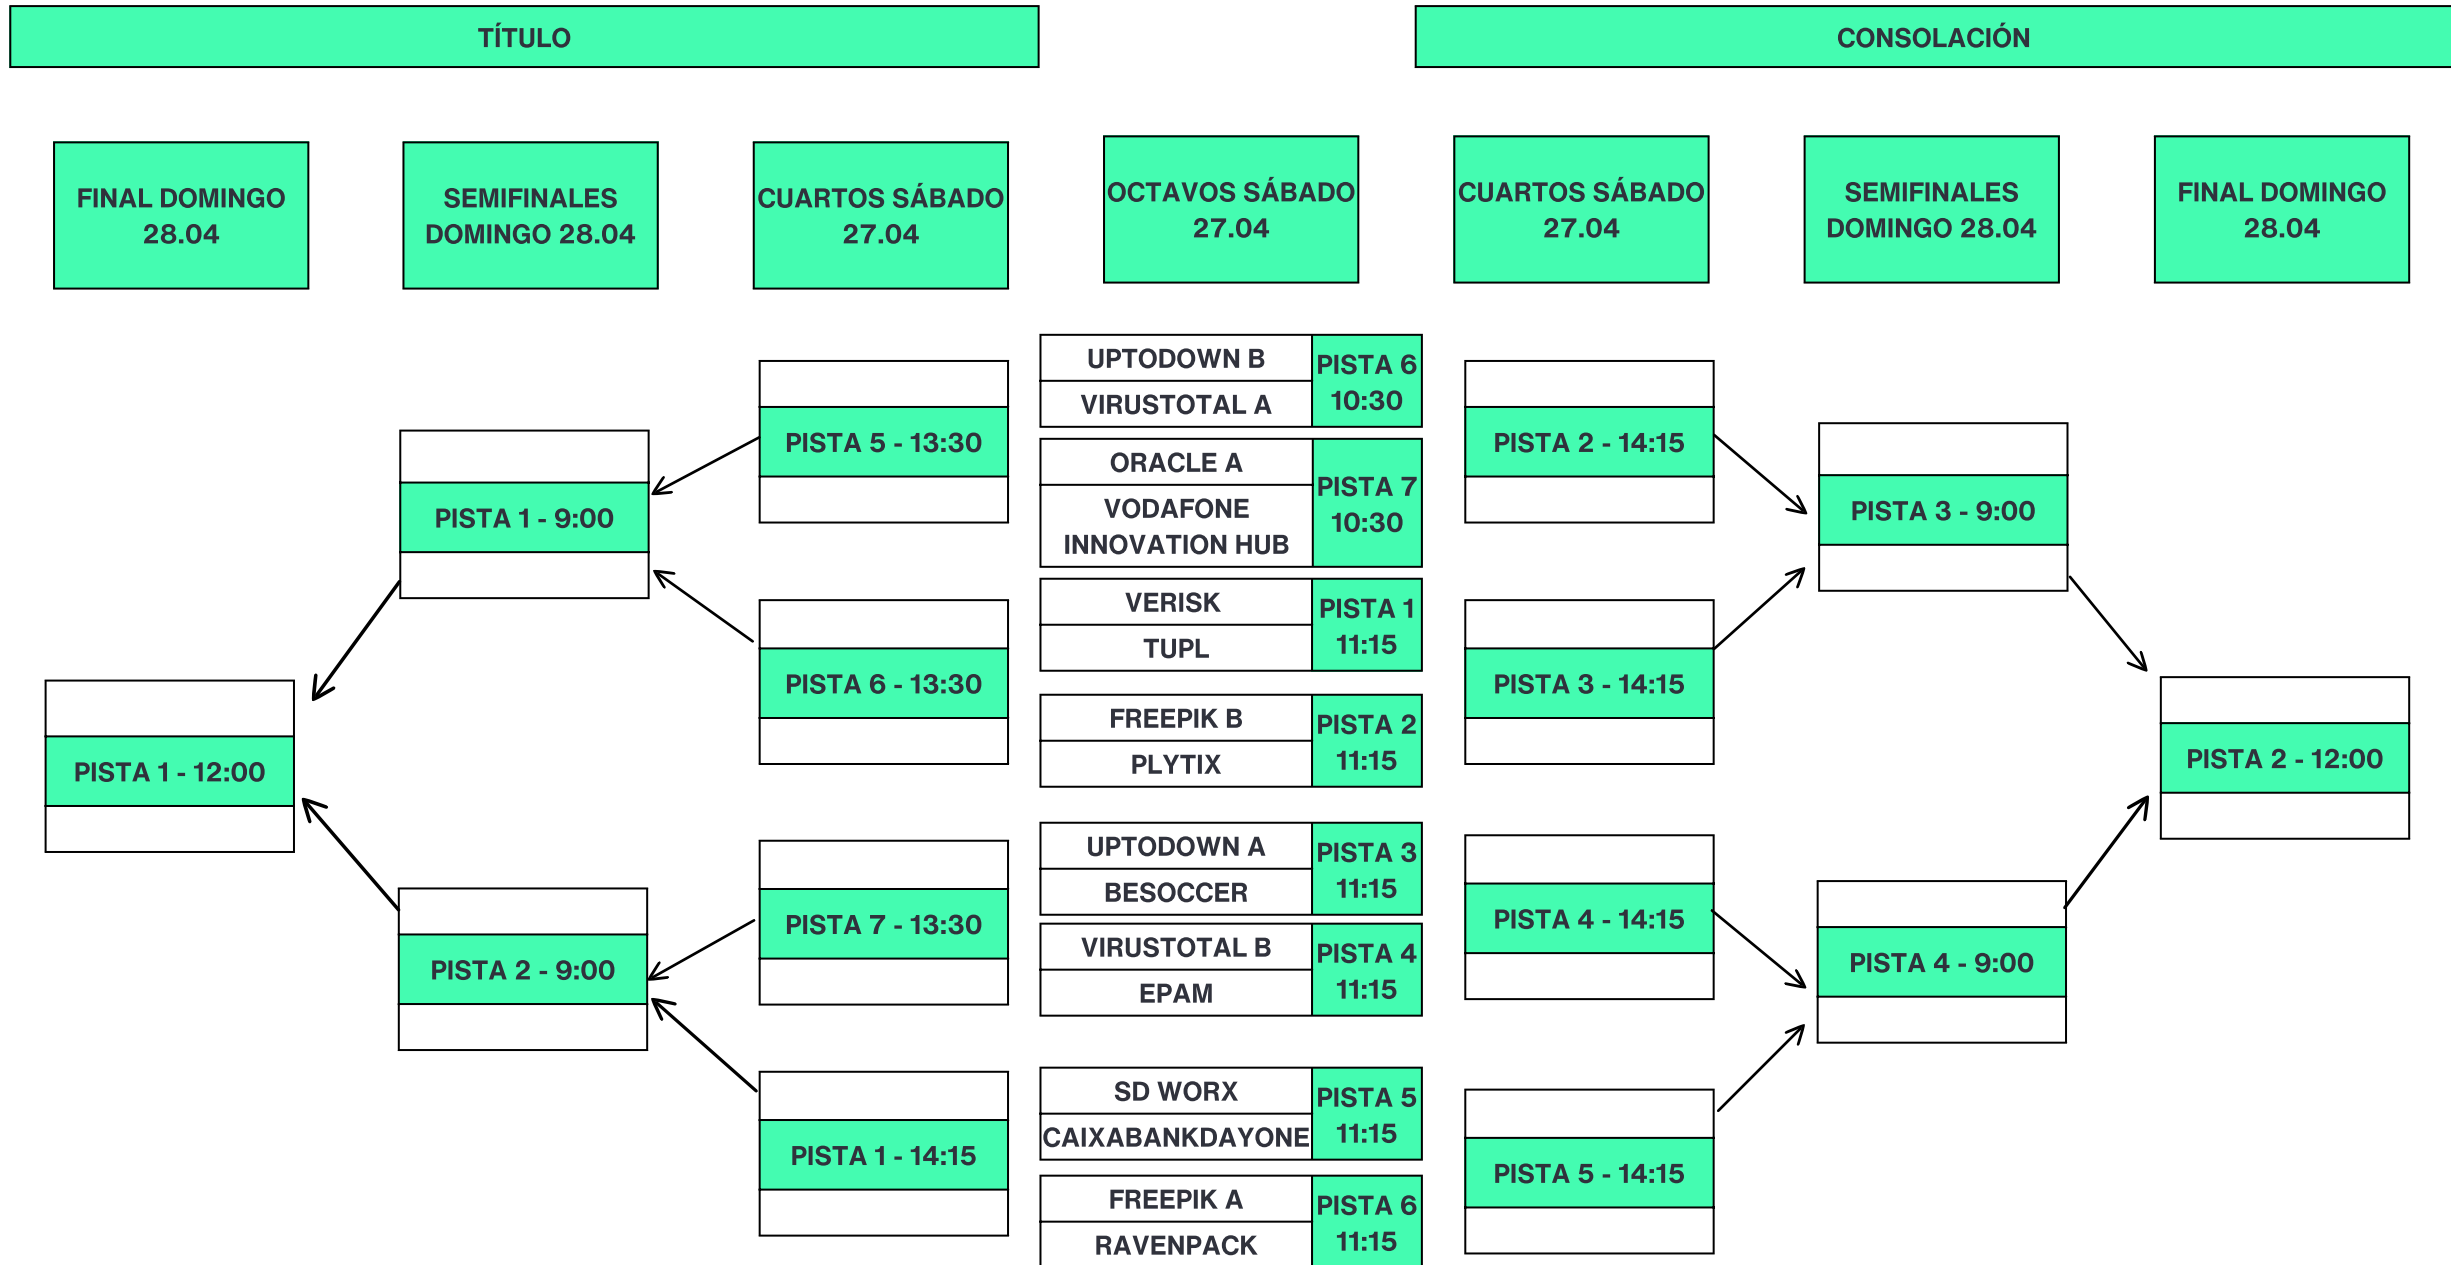 TÍTULO
CONSOLACIÓN
FINAL DOMINGO
28.04
SEMIFINALES
DOMINGO 28.04
CUARTOS SÁBADO
27.04
OCTAVOS SÁBADO
27.04
CUARTOS SÁBADO
27.04
SEMIFINALES
DOMINGO 28.04
FINAL DOMINGO
28.04
PISTA 1 - 12:00
PISTA 1 - 9:00
PISTA 2 - 9:00
PISTA 5 - 13:30
PISTA 6 - 13:30
PISTA 7 - 13:30
PISTA 1 - 14:15
UPTODOWN B
VIRUSTOTAL A
PISTA 6
10:30
ORACLE A
VODAFONE
INNOVATION HUB
PISTA 7
10:30
VERISK
TUPL
PISTA 1
11:15
FREEPIK B
PLYTIX
PISTA 2
11:15
UPTODOWN A
BESOCCER
PISTA 3
11:15
VIRUSTOTAL B
EPAM
PISTA 4
11:15
SD WORX
CAIXABANKDAYONE
PISTA 5
11:15
FREEPIK A
RAVENPACK
PISTA 6
11:15
PISTA 2 - 14:15
PISTA 3 - 14:15
PISTA 4 - 14:15
PISTA 5 - 14:15
PISTA 3 - 9:00
PISTA 4 - 9:00
PISTA 2 - 12:00